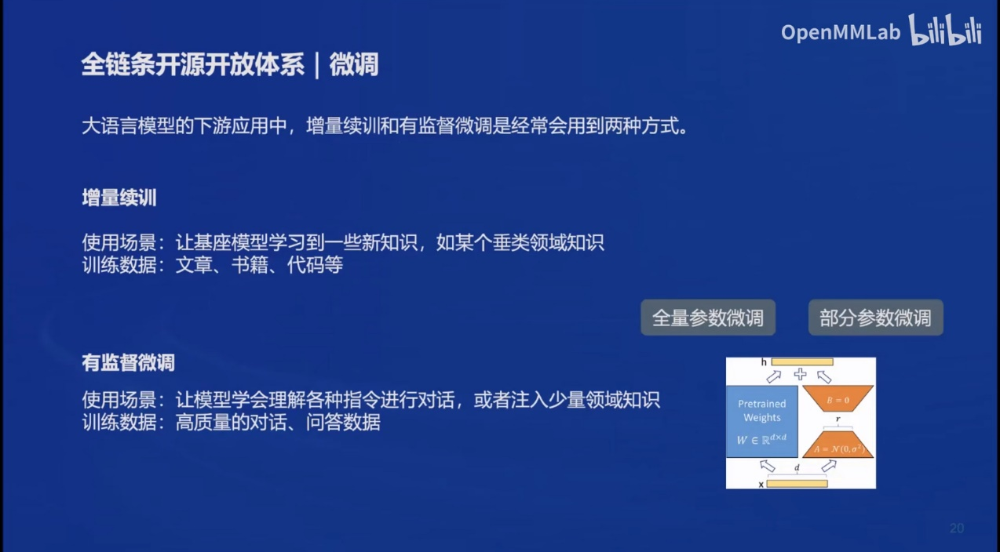 OpenMMLab bilibili
全链条开源开放体系 | 微调
大语言模型的下游应用中，增量续训和有监督微调是经常会用到两种方式。
增量续训
使用场景：让基座模型学习到一些新知识，如某个垂类领域知识
训练数据：文章、书籍、代码等
全量参数微调
部分参数微调
有监督微调
使用场景：让模型学会理解各种指令进行对话，或者注入少量领域知识
训练数据：高质量的对话、问答数据
h
Pretrained
Weights
W ∈ ℝ^{d×d}
B = 0
r
A = 𝒩(0, σ²)
d
x
20